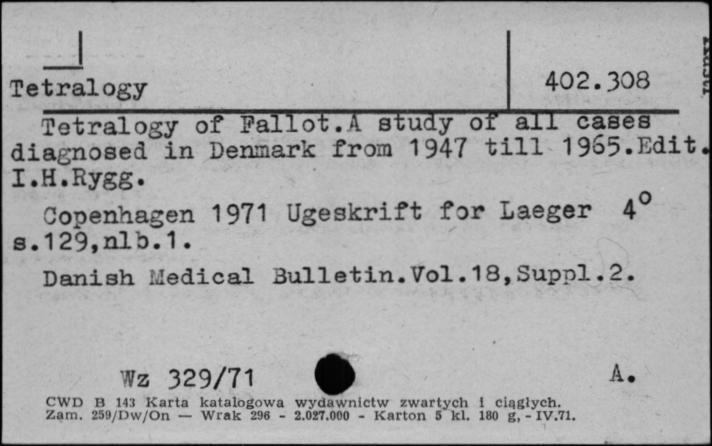 Tetralogy 402.308
Tetralogy of Fallot.A study of all cases
diagnosed in Denmark from 1947 till 1965.Edit.
I.H.Rygg.
Copenhagen 1971 Ugeskrift for Laeger 4°
s.129,nlb.1.
Danish Medical Bulletin.Vol.18,Suppl.2.
Wz 329/71 A.
CWD B 143 Karta katalogowa wydawnictw zwartych i ciągłych.
Zam. 259/Dw/On — Wrak 296 - 2.027.000 - Karton 5 kl. 180 g, - IV.71.